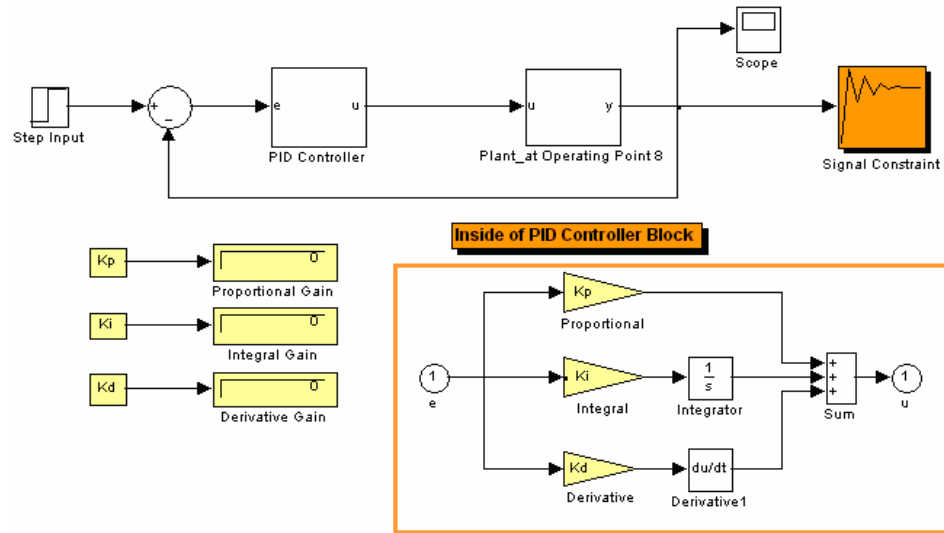 Scope
+
−
e
u
u
y
Step Input
PID Controller
Plant_at Operating Point 8
Signal Constraint
Inside of PID Controller Block
Kp
0
Proportional Gain
Ki
0
Integral Gain
Kd
0
Derivative Gain
Kp
Proportional
1
e
Ki
Integral
1
s
Integrator
+
+
+
Sum
1
u
Kd
Derivative
du/dt
Derivative1